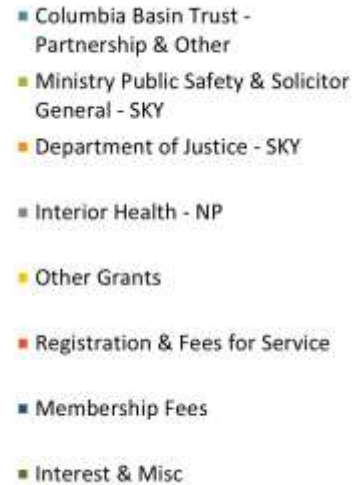 Columbia Basin Trust -
Partnership & Other
Ministry Public Safety & Solicitor
General - SKY
Department of Justice - SKY
Interior Health - NP
Other Grants
Registration & Fees for Service
Membership Fees
Interest & Misc